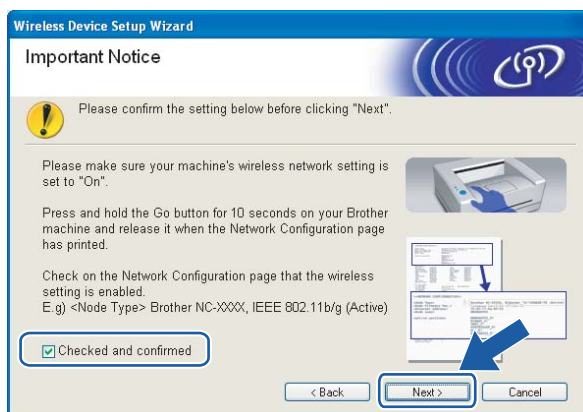 Wireless Device Setup Wizard
Important Notice
Please confirm the setting below before clicking "Next".
Please make sure your machine's wireless network setting is
set to "On".
Press and hold the Go button for 10 seconds on your Brother
machine and release it when the Network Configuration page
has printed.
Check on the Network Configuration page that the wireless
setting is enabled.
E.g) <Node Type> Brother NC-XXXX, IEEE 802.11b/g (Active)
Checked and confirmed
< Back
Next >
Cancel